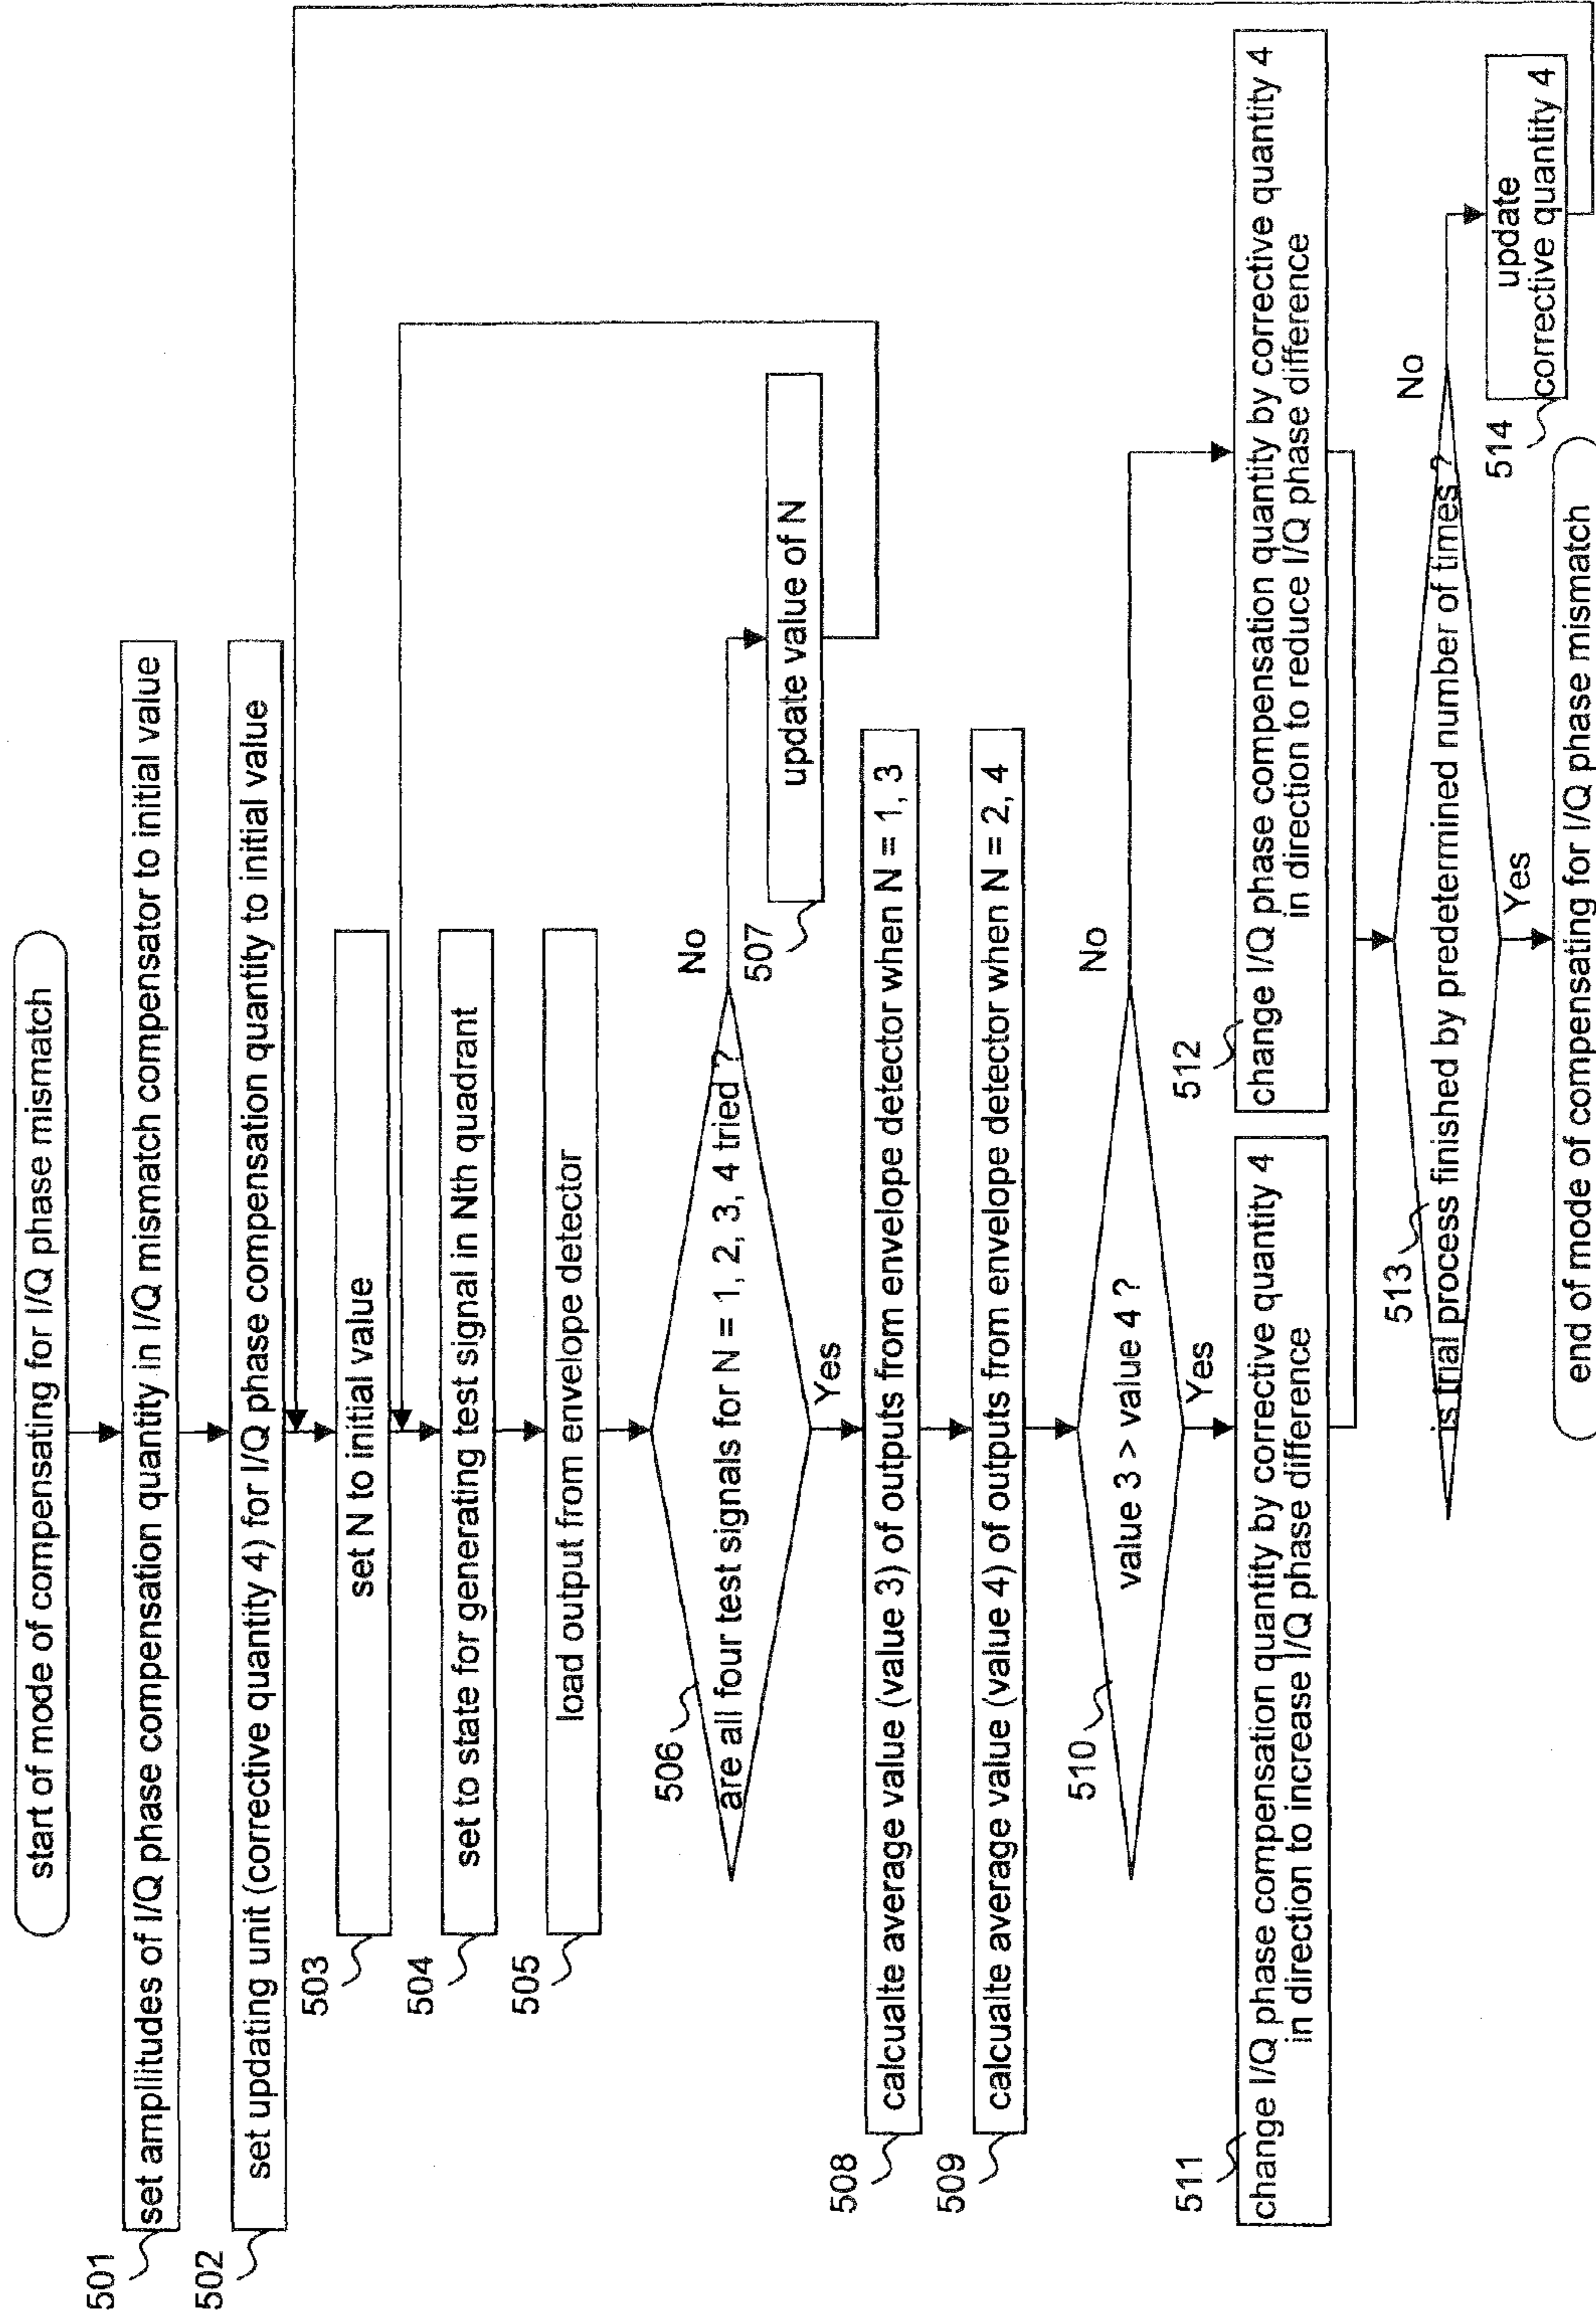 start of mode of compensating for I/Q phase mismatch
501
set ampllitudes of I/Q phase compensation quantity in I/Q mismatch compensator to initial value
502
set updating unit (corrective quantity 4) for I/Q phase compensation quantity to initial value
503
set N to initial value
504
set to state for generating test signal in Nth quadrant
505
load output from envelope detector
506
are all four test signals for N = 1, 2, 3, 4 tried ?
No
Yes
507
update value of N
508
calcualte average value (value 3) of outputs from envelope detector when N = 1, 3
509
calcualte average value (value 4) of outputs from envelope detector when N = 2, 4
510
value 3 > value 4 ?
No
Yes
511
change I/Q phase compensation quantity by corrective quantity 4
in direction to increase I/Q phase difference
512
change I/Q phase compensation quantity by corrective quantity 4
in direction to reduce I/Q phase difference
513
is trial process finished by predetermined number of times ?
No
Yes
514
update
corrective quantity 4
end of mode of compensating for I/Q phase mismatch